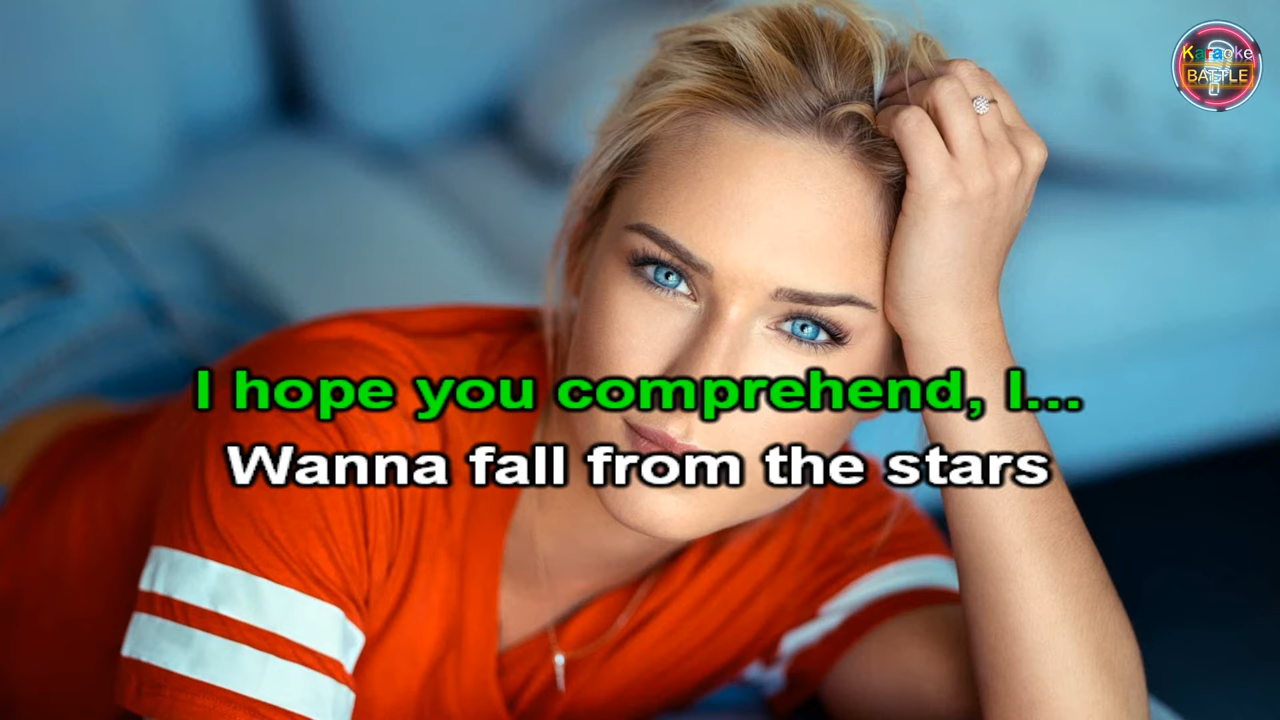 Karaoke
BATTLE
I hope you comprehend, I...
Wanna fall from the stars